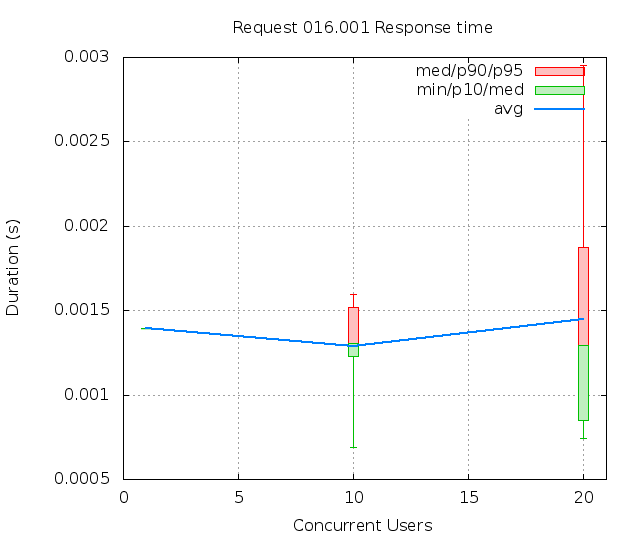 Request 016.001 Response time
med/p90/p95
min/p10/med
avg
0.003
0.0025
0.002
0.0015
0.001
0.0005
Duration (s)
0 5 10 15 20
Concurrent Users